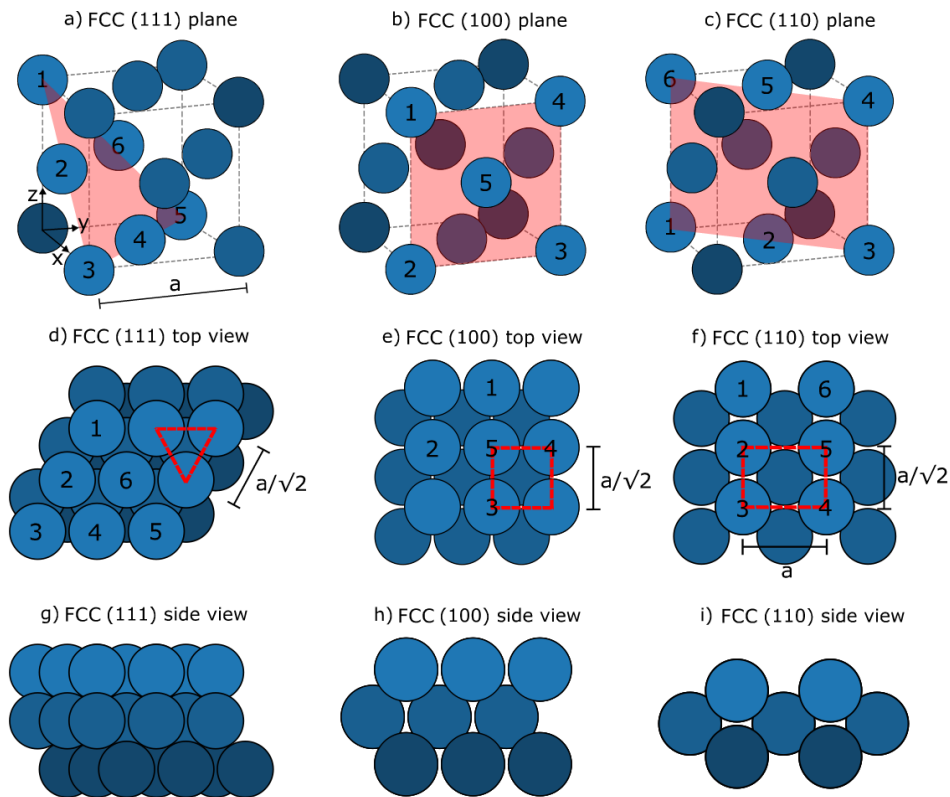 a) FCC (111) plane
b) FCC (100) plane
c) FCC (110) plane
1
2
3
4
5
6
z
y
x
a
1
2
3
4
5
6
5
4
1
2
3
d) FCC (111) top view
e) FCC (100) top view
f) FCC (110) top view
1
2
6
3
4
5
a/√2
1
2
5
4
3
a/√2
1
6
2
5
3
4
a/√2
a
g) FCC (111) side view
h) FCC (100) side view
i) FCC (110) side view